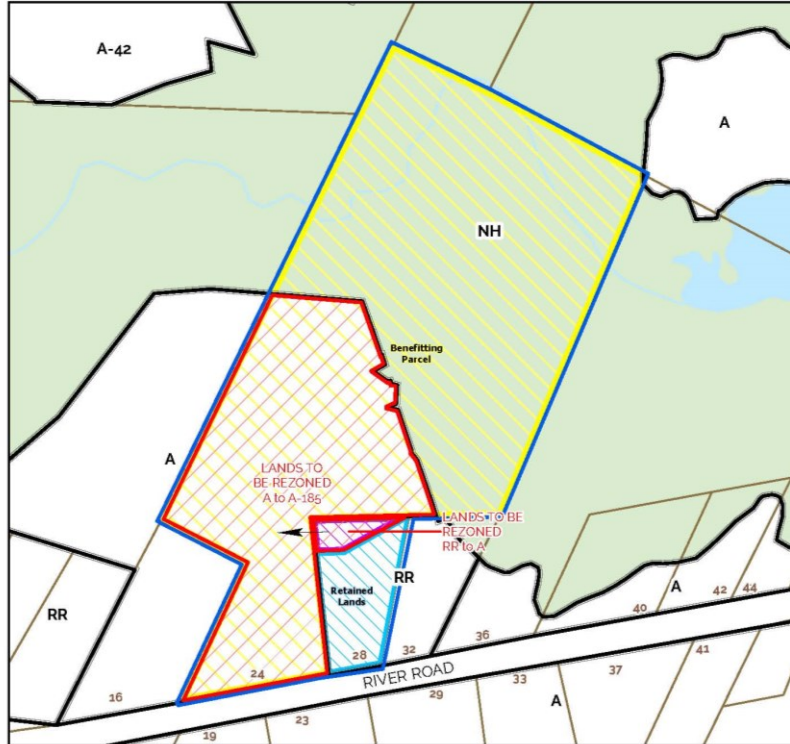 A-42
A
NH
Benefitting
Parcel
A
LANDS TO
BE REZONED
A to A-185
LANDS TO BE
REZONED
RR to A
RR
Retained
Lands
RR
A
42
44
40
36
32
28
RIVER ROAD
24
16
41
37
33
29
23
19
A